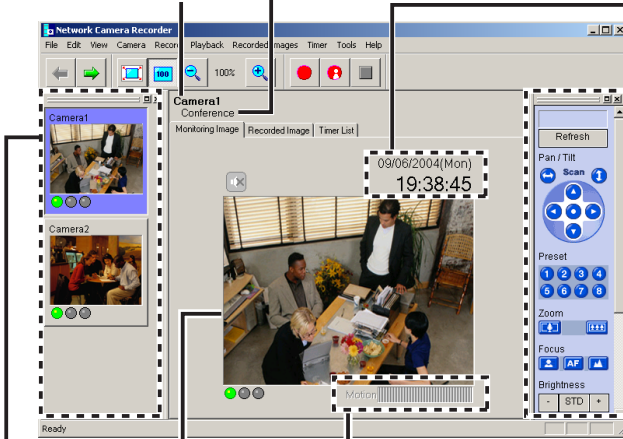 Network Camera Recorder
File Edit View Camera Record Playback Recorded Images Timer Tools Help
100 100%
Camera1
Conference
Monitoring Image Recorded Image Timer List
Camera1
Camera2
09/06/2004(Mon)
19:38:45
Motion
Refresh
Pan / Tilt
Scan
Preset
1 2 3 4
5 6 7 8
Zoom
Focus
AF
Brightness
- STD +
Ready